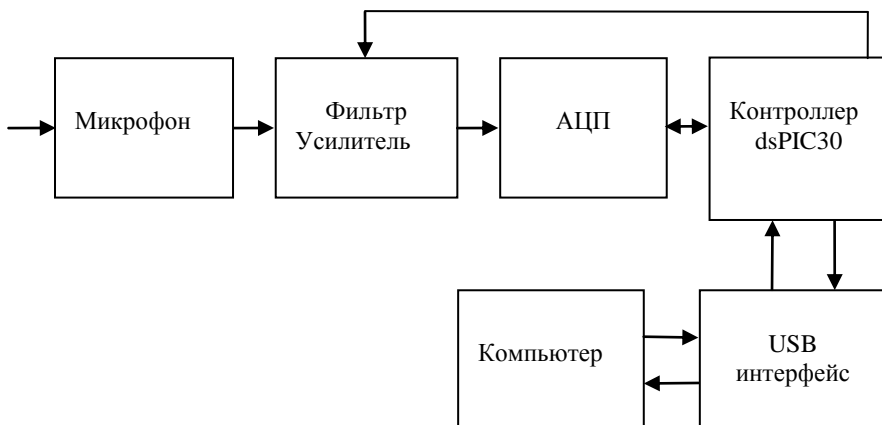 Микрофон
Фильтр
Усилитель
АЦП
Контроллер
dsPIC30
Компьютер
USB
интерфейс